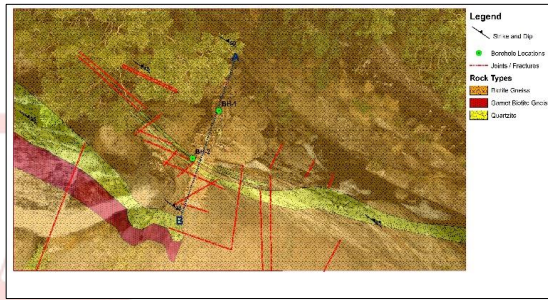 Legend
Strike and Dip
Borehole Locations
Joints / Fractures
Rock Types
Biotite Gneiss
Garnet Biotite Gneiss
Quartzite
A
BH-1
BH-2
B